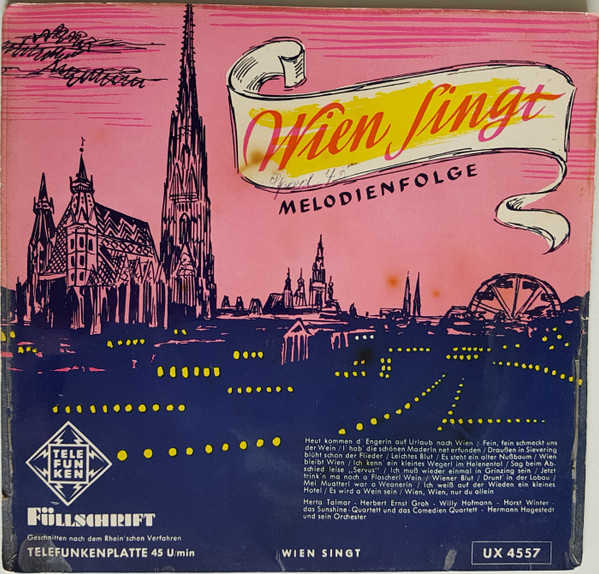 Wien singt
MELODIENFOLGE
Heut kommen d' Engerln auf Urlaub nach Wien / Fein, fein schmeckt uns
der Wein / I' hab' die schönen Maderln net erfunden / Draußen in Sievering
blüht schon der Flieder / Leichtes Blut / Es steht ein alter Nußbaum / Wien
bleibt Wien / Ich kenn' ein kleines Wegerl im Helenental / Sag beim Ab-
schied leise „Servus" / Ich muß wieder einmal in Grinzing sein / Jetzt
trink'n ma noch a Flascherl Wein / Wiener Blut / Drunt' in der Lobau /
Mei Muatterl war a Weanerin / Ich weiß auf der Wieden ein kleines
Hotel / Es wird a Wein sein / Wien, Wien, nur du allein
Herta Talmar - Herbert Ernst Groh - Willy Hofmann - Horst Winter -
das Sunshine-Quartett und das Comedien Quartett - Hermann Hagestedt
und sein Orchester
TELE
FUN
KEN
FÜLLSCHRIFT
Geschnitten nach dem Rhein'schen Verfahren
TELEFUNKENPLATTE 45 U/min
WIEN SINGT
UX 4557